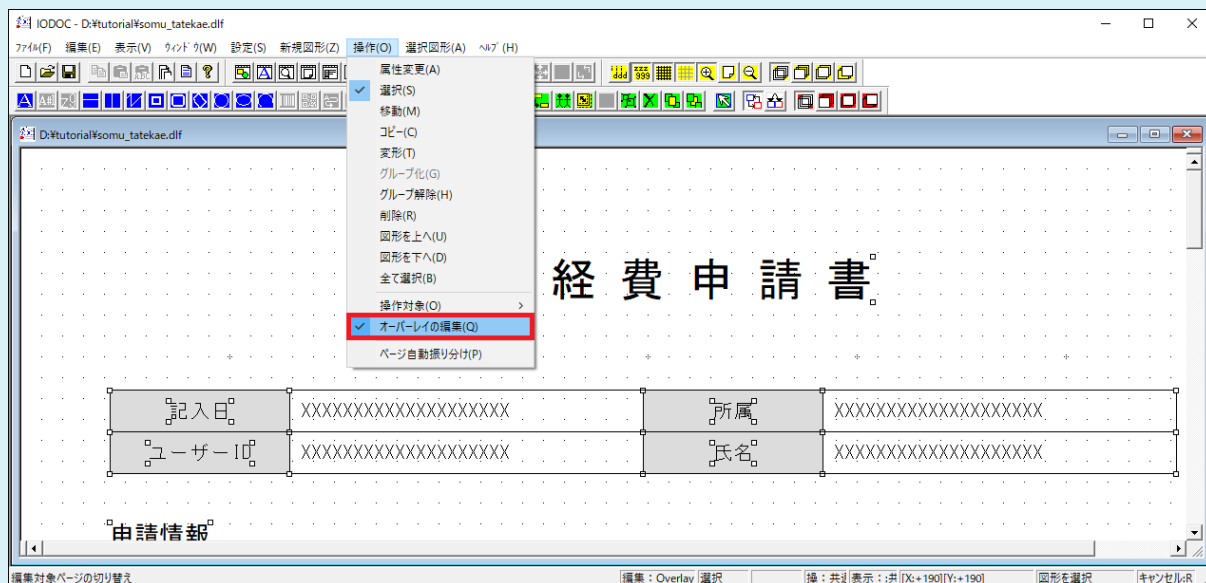 IODOC - D:¥tutorial¥somu_tatekae.dlf
ﾌｧｲﾙ(F) 編集(E) 表示(V) ｳｨﾝﾄﾞｳ(W) 設定(S) 新規図形(Z) 操作(O) 選択図形(A) ﾍﾙﾌﾟ(H)
属性変更(A)
選択(S)
移動(M)
コピー(C)
変形(T)
グループ化(G)
グループ解除(H)
削除(R)
図形を上へ(U)
図形を下へ(D)
全て選択(B)
操作対象(O)
オーバーレイの編集(Q)
ページ自動振り分け(P)
D:¥tutorial¥somu_tatekae.dlf
経費申請書
記入日 XXXXXXXXXXXXXXXXXXXX 所属 XXXXXXXXXXXXXXXXXXXX
ユーザーID XXXXXXXXXXXXXXXXXXXX 氏名 XXXXXXXXXXXXXXXXXXXX
申請情報
編集対象ページの切り替え 編集：Overlay 選択 操：共通 表示：:共 [X:+190][Y:+190] 図形を選択 キャンセル:R